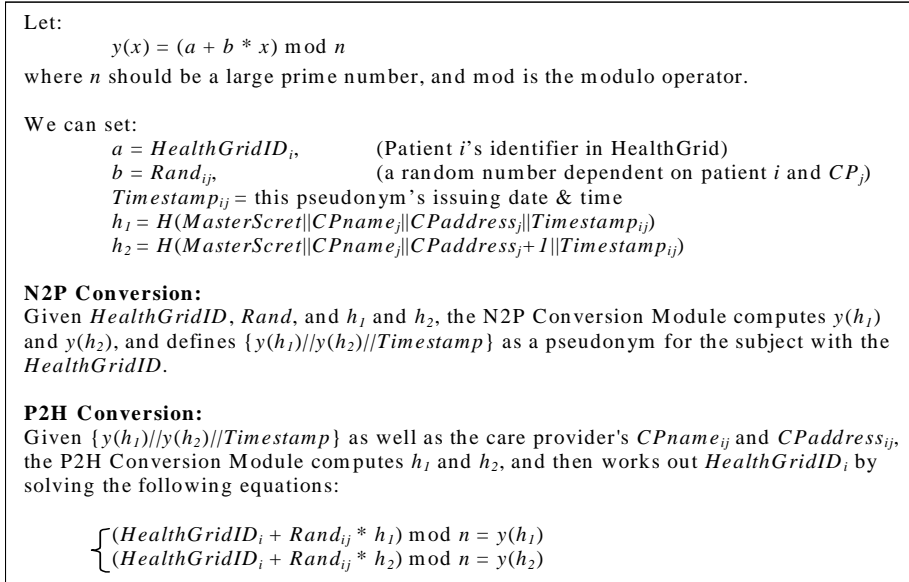 Let:
y(x) = (a + b * x) mod n
where n should be a large prime number, and mod is the modulo operator.
We can set:
a = HealthGridIDi, (Patient i's identifier in HealthGrid)
b = Randij, (a random number dependent on patient i and CPj)
Timestampij = this pseudonym's issuing date & time
h1 = H(MasterScret||CPnamej||CPaddressj||Timestampij)
h2 = H(MasterScret||CPnamej||CPaddressj+1||Timestampij)
N2P Conversion:
Given HealthGridID, Rand, and h1 and h2, the N2P Conversion Module computes y(h1)
and y(h2), and defines {y(h1)//y(h2)//Timestamp} as a pseudonym for the subject with the
HealthGridID.
P2H Conversion:
Given {y(h1)//y(h2)//Timestamp} as well as the care provider's CPnameij and CPaddressij,
the P2H Conversion Module computes h1 and h2, and then works out HealthGridIDi by
solving the following equations:
(HealthGridIDi + Randij * h1) mod n = y(h1)
(HealthGridIDi + Randij * h2) mod n = y(h2)